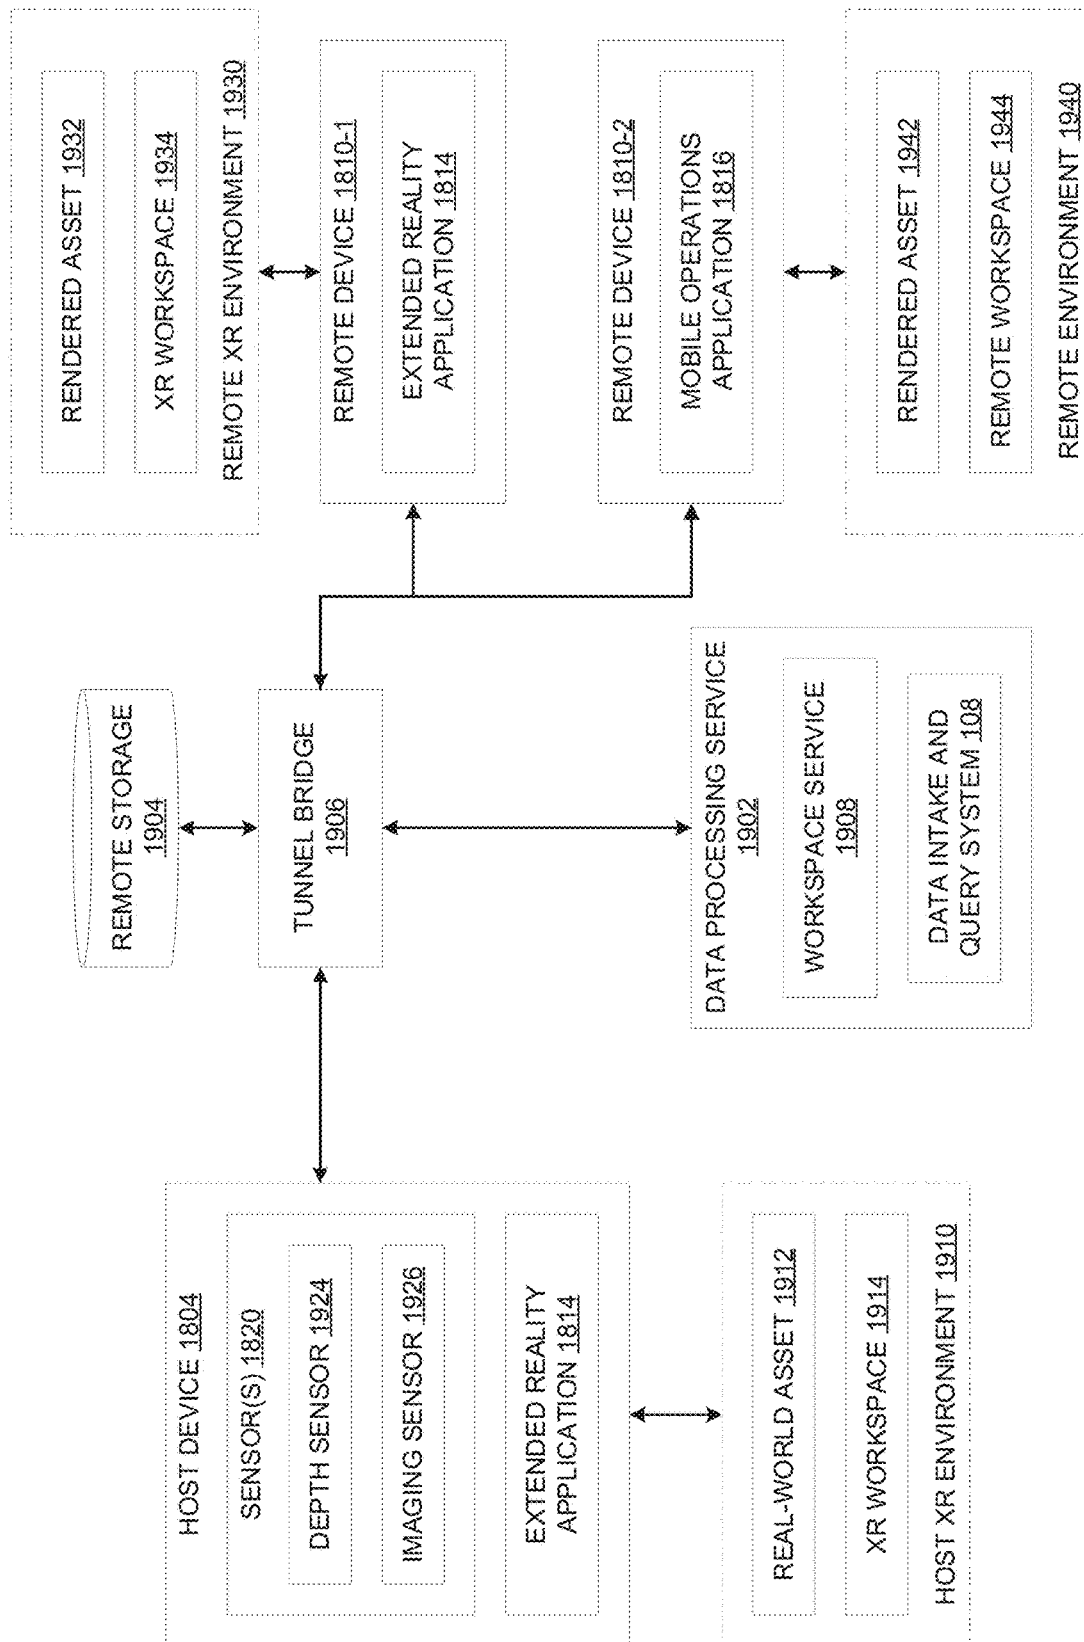 HOST DEVICE 1804
SENSOR(S) 1820
DEPTH SENSOR 1924
IMAGING SENSOR 1926
EXTENDED REALITY
APPLICATION 1814
REAL-WORLD ASSET 1912
XR WORKSPACE 1914
HOST XR ENVIRONMENT 1910
REMOTE STORAGE
1904
TUNNEL BRIDGE
1906
DATA PROCESSING SERVICE
1902
WORKSPACE SERVICE
1908
DATA INTAKE AND
QUERY SYSTEM 108
RENDERED ASSET 1932
XR WORKSPACE 1934
REMOTE XR ENVIRONMENT 1930
REMOTE DEVICE 1810-1
EXTENDED REALITY
APPLICATION 1814
REMOTE DEVICE 1810-2
MOBILE OPERATIONS
APPLICATION 1816
RENDERED ASSET 1942
REMOTE WORKSPACE 1944
REMOTE ENVIRONMENT 1940